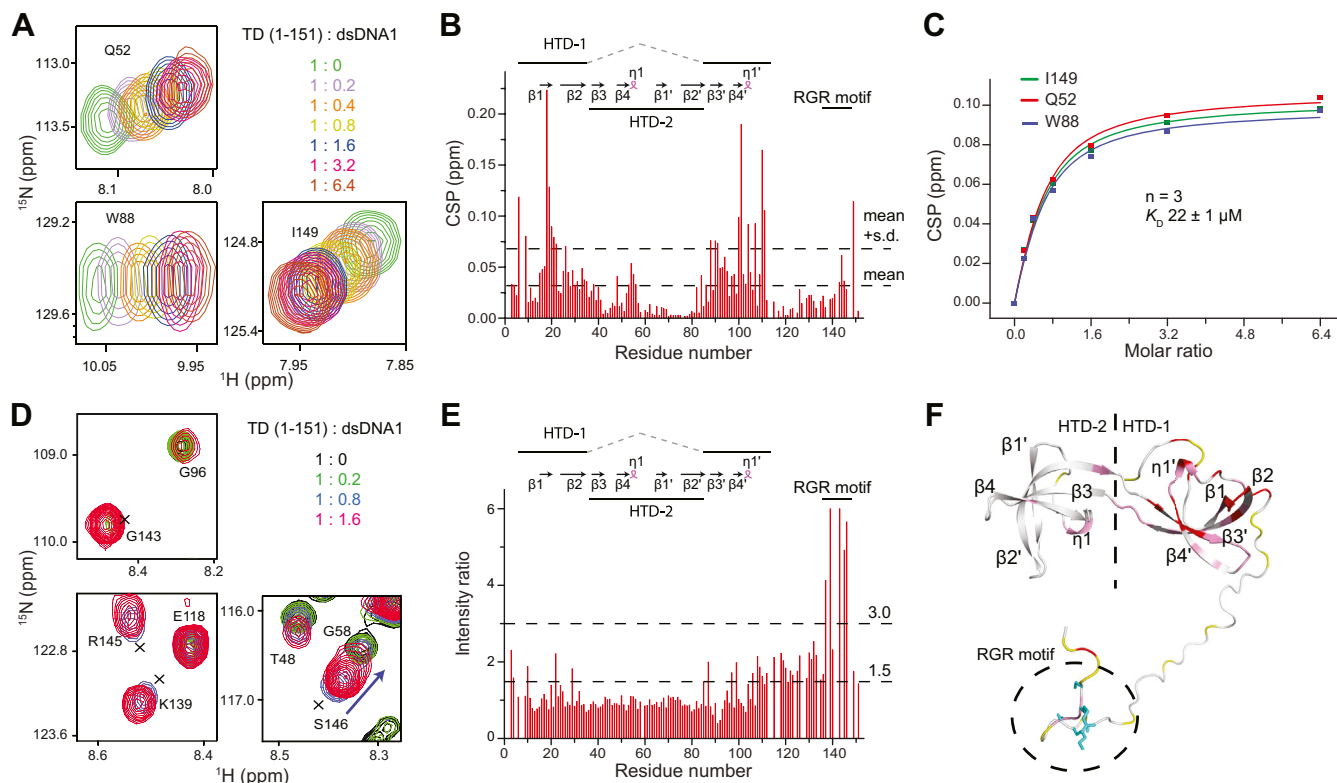 A
TD (1-151) : dsDNA1
1 : 0
1 : 0.2
1 : 0.4
1 : 0.8
1 : 1.6
1 : 3.2
1 : 6.4
Q52
113.0
113.5
8.1
8.0
W88
129.2
129.6
10.05
9.95
I149
124.8
125.4
7.95
7.85
15N (ppm)
1H (ppm)
B
HTD-1
η1
η1'
β1
β2
β3
β4
β1'
β2'
β3'
β4'
HTD-2
RGR motif
CSP (ppm)
0.20
0.15
0.10
0.05
0.00
mean
+s.d.
mean
0
20
40
60
80
100
120
140
Residue number
C
I149
Q52
W88
CSP (ppm)
0.10
0.08
0.06
0.04
0.02
0.00
n = 3
KD 22 ± 1 µM
0.0
1.6
3.2
4.8
6.4
Molar ratio
D
TD (1-151) : dsDNA1
1 : 0
1 : 0.2
1 : 0.8
1 : 1.6
109.0
110.0
G96
G143
8.4
8.2
122.8
123.6
R145
E118
K139
8.6
8.4
116.0
117.0
T48
G58
S146
8.5
8.3
15N (ppm)
1H (ppm)
E
HTD-1
η1
η1'
β1
β2
β3
β4
β1'
β2'
β3'
β4'
HTD-2
RGR motif
Intensity ratio
6
4
3.0
2
1.5
0
0
10
20
30
40
50
60
70
80
90
100
110
120
130
140
150
Residue number
F
HTD-2
HTD-1
β1'
β4
β3
η1
β2'
η1'
β1
β2
β3'
β4'
RGR motif